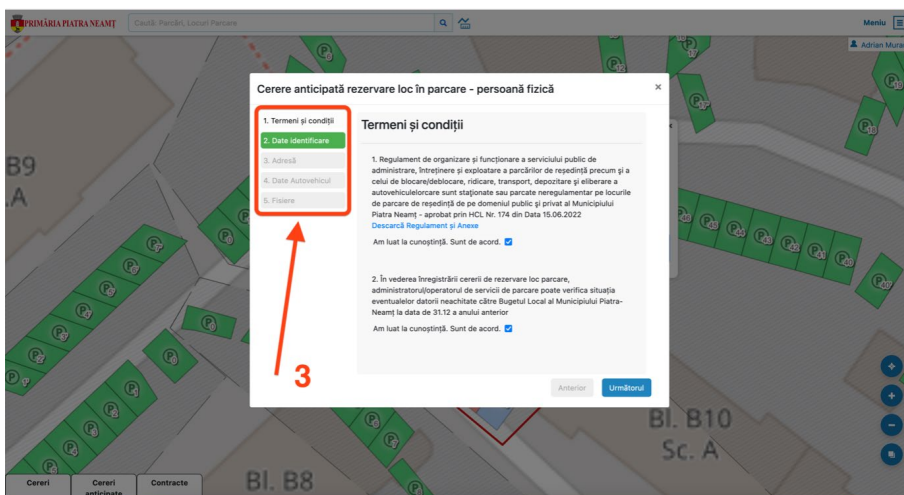 PRIMĂRIA PIATRA NEAMȚ
Caută: Parcări, Locuri Parcare
Meniu
Adrian Mura
Cerere anticipată rezervare loc în parcare - persoană fizică
×
1. Termeni și condiții
2. Date identificare
3. Adresă
4. Date Autovehicul
5. Fisiere
Termeni și condiții
1. Regulament de organizare și funcționare a serviciului public de
administrare, întreținere și exploatare a parcărilor de reședință precum şi a
celui de blocare/deblocare, ridicare, transport, depozitare şi eliberare a
autovehiculelorcare sunt staţionate sau parcate neregulamentar pe locurile
de parcare de reşedinţă de pe domeniul public şi privat al Municipiului
Piatra Neamţ - aprobat prin HCL Nr. 174 din Data 15.06.2022
Descarcă Regulament și Anexe
Am luat la cunoștință. Sunt de acord.
2. În vederea înregistrării cererii de rezervare loc parcare,
administratorul/operatorul de servicii de parcare poate verifica situația
eventualelor datorii neachitate către Bugetul Local al Municipiului Piatra-
Neamț la data de 31.12 a anului anterior
Am luat la cunoștință. Sunt de acord.
3
Anterior
Următorul
B9
.A
Bl. B10
Sc. A
Bl. B8
Cereri
Cereri
anticipate
Contracte